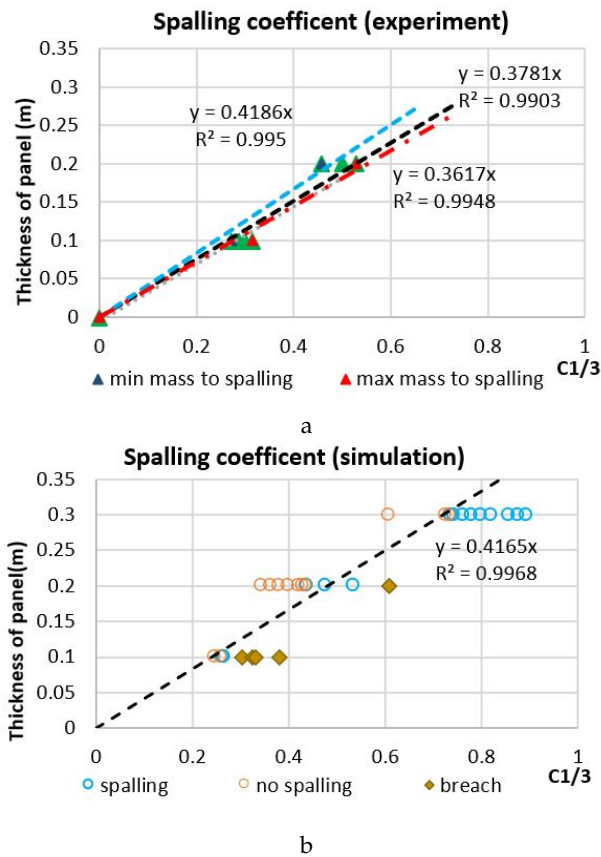 Spalling coefficent (experiment)
Thickness of panel (m)
0.35
0.3
0.25
0.2
0.15
0.1
0.05
0
y = 0.3781x
R² = 0.9903
y = 0.4186x
R² = 0.995
y = 0.3617x
R² = 0.9948
0
0.2
0.4
0.6
0.8
1
C1/3
min mass to spalling
max mass to spalling
a
Spalling coefficent (simulation)
Thickness of panel(m)
0.35
0.3
0.25
0.2
0.15
0.1
0.05
0
y = 0.4165x
R² = 0.9968
0
0.2
0.4
0.6
0.8
1
C1/3
spalling
no spalling
breach
b